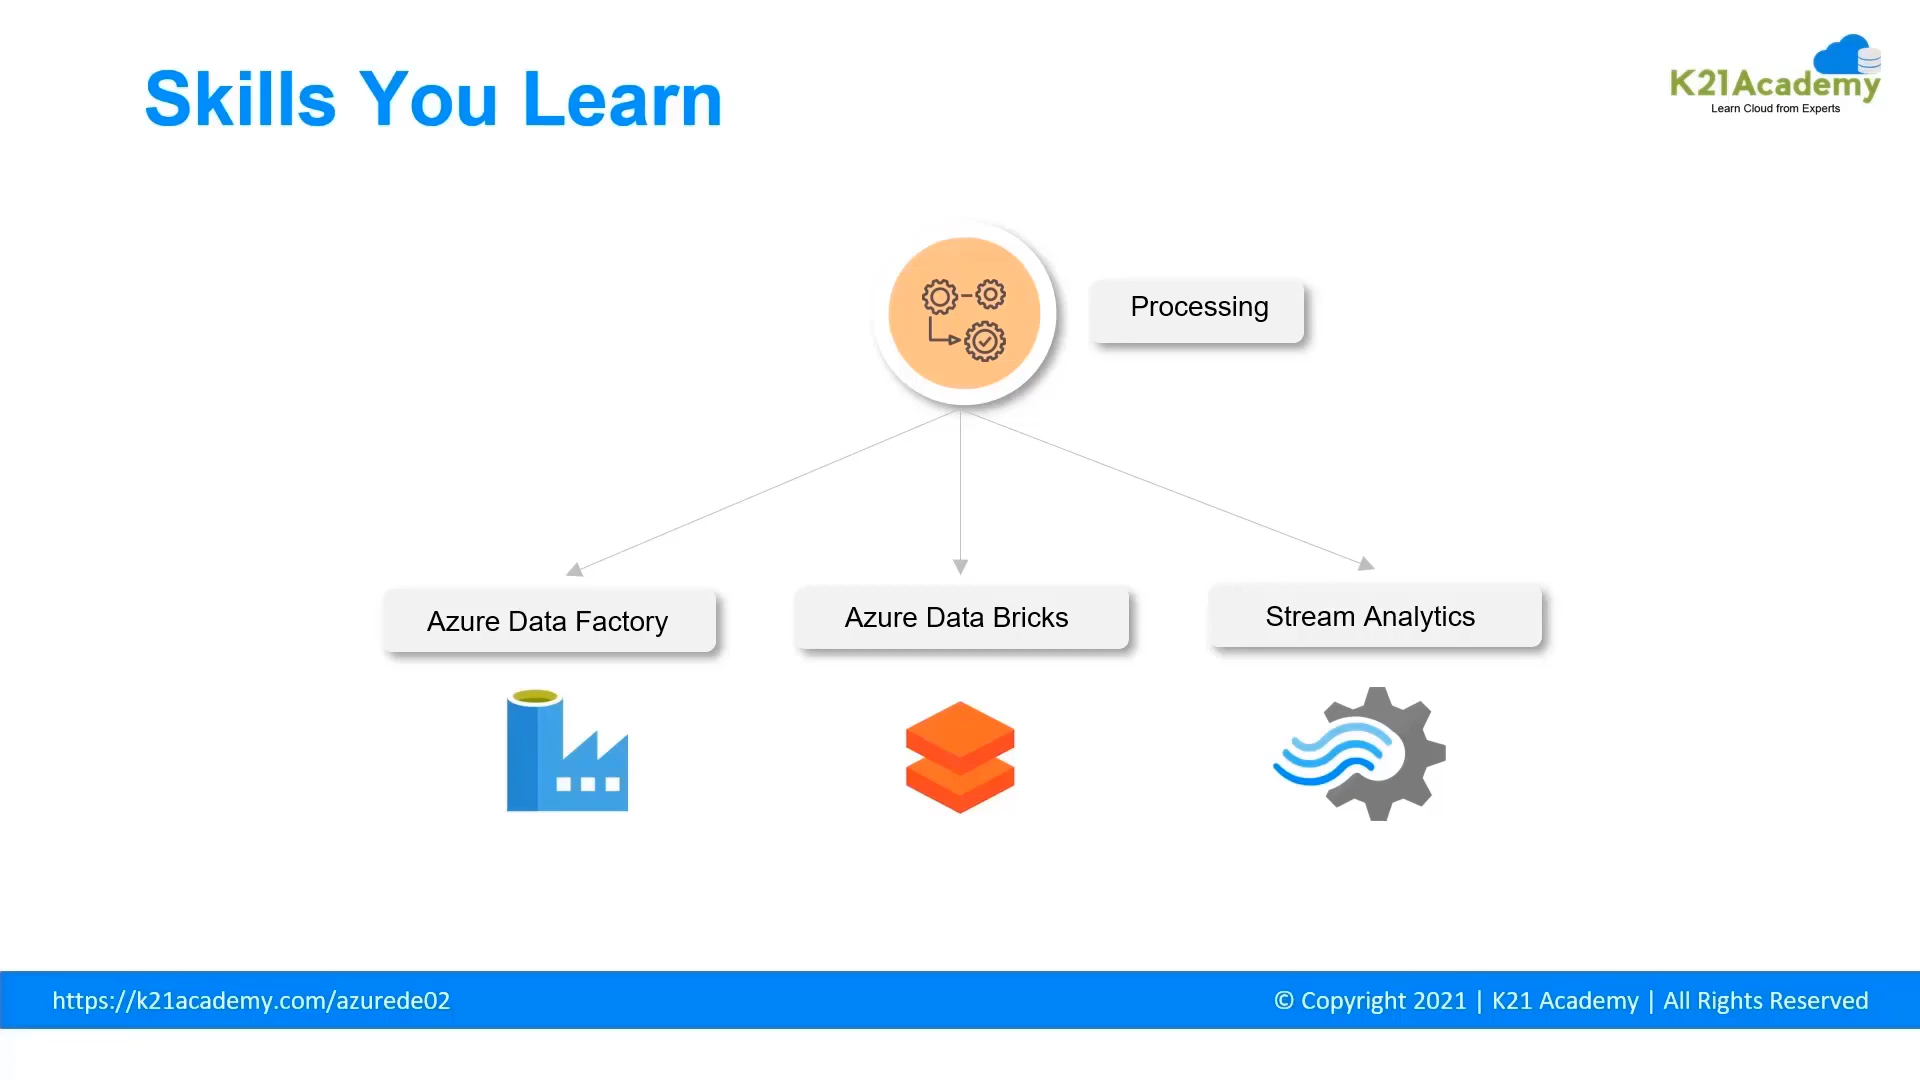 Skills You Learn
K21Academy
Learn Cloud from Experts
Processing
Azure Data Factory
Azure Data Bricks
Stream Analytics
https://k21academy.com/azurede02
© Copyright 2021 | K21 Academy | All Rights Reserved